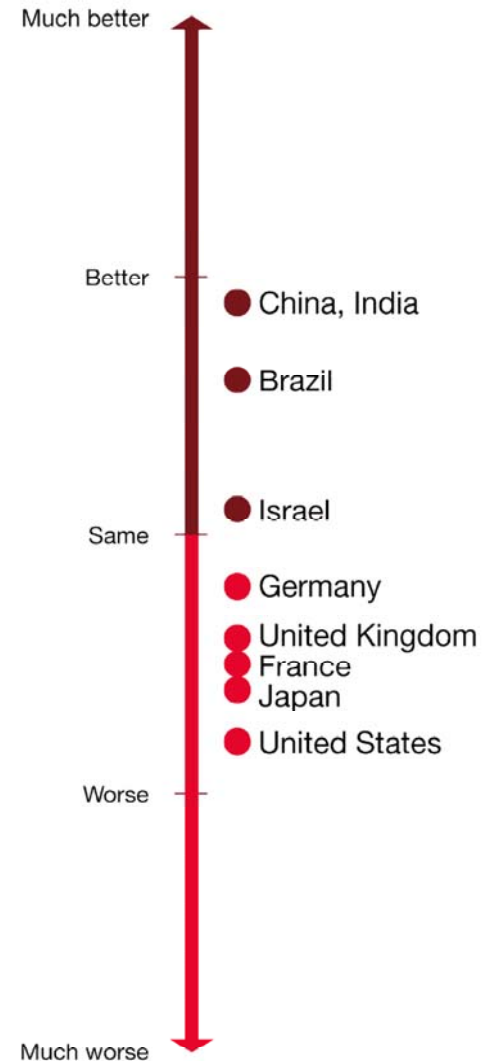 Much better
Better
China, India
Brazil
Israel
Same
Germany
United Kingdom
France
Japan
United States
Worse
Much worse